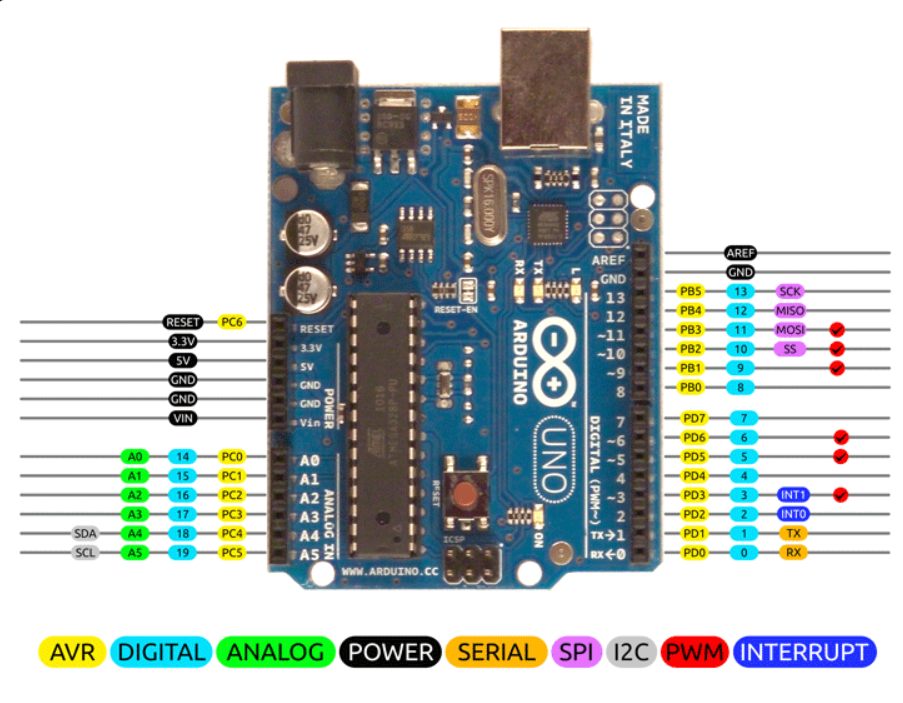 MADE
IN ITALY
47
25V
47
25V
SPK16.000Y
RX
TX
L
RESET-EN
ARDUINO
UNO
AREF
GND
13
12
~11
~10
~9
8
7
~6
~5
4
~3
2
TX→1
RX←0
DIGITAL (PWM~)
RESET
3.3V
5V
GND
GND
Vin
POWER
A0
A1
A2
A3
A4
A5
ANALOG IN
RESET
ICSP
ON
WWW.ARDUINO.CC
RESET PC6
3.3V
5V
GND
GND
VIN
A0 14 PC0
A1 15 PC1
A2 16 PC2
A3 17 PC3
SDA A4 18 PC4
SCL A5 19 PC5
AREF
GND
PB5 13 SCK
PB4 12 MISO
PB3 11 MOSI
PB2 10 SS
PB1 9
PB0 8
PD7 7
PD6 6
PD5 5
PD4 4
PD3 3 INT1
PD2 2 INT0
PD1 1 TX
PD0 0 RX
AVR DIGITAL ANALOG POWER SERIAL SPI I2C PWM INTERRUPT